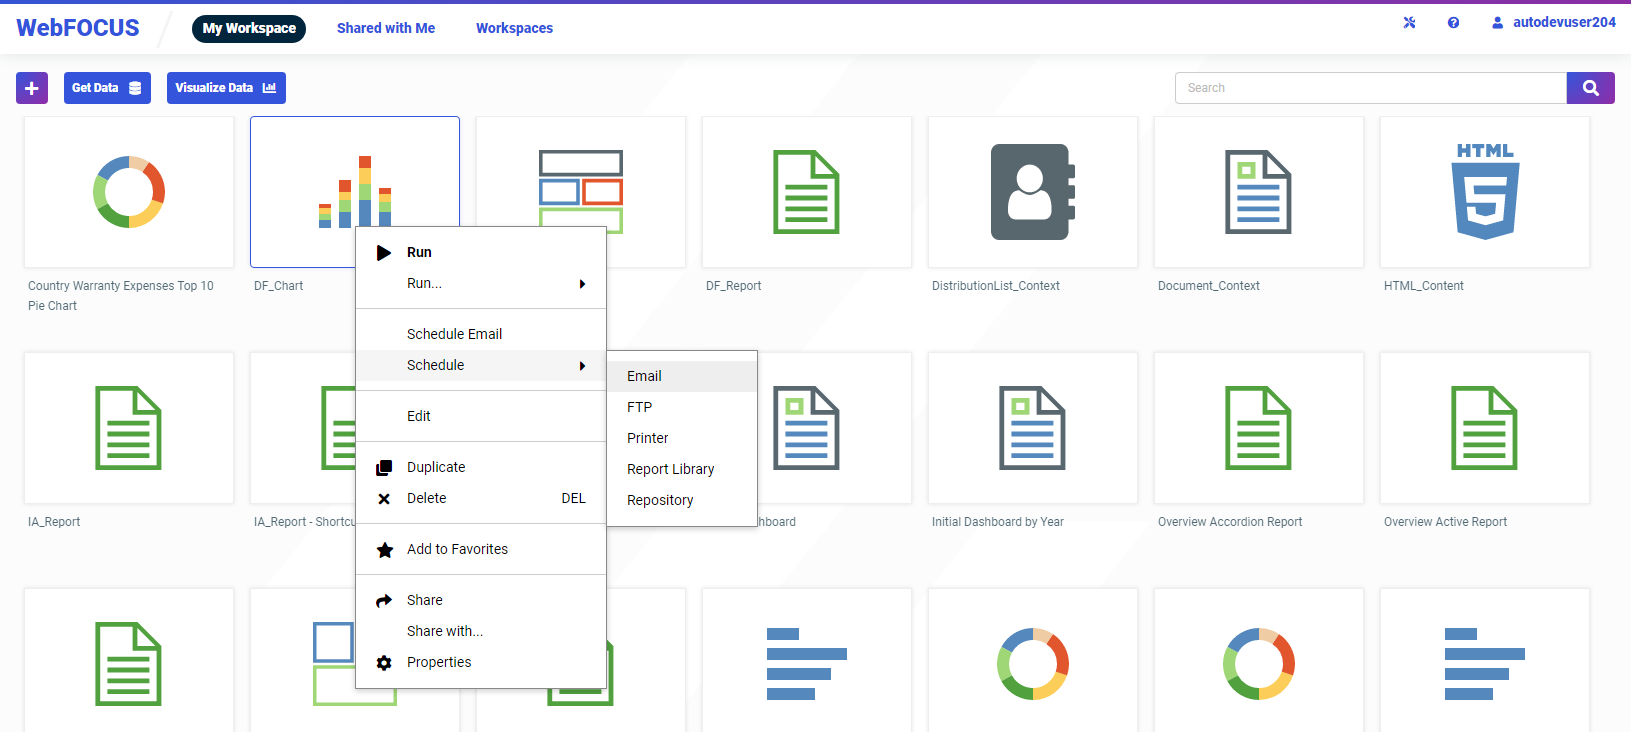 WebFOCUS
My Workspace
Shared with Me
Workspaces
autodevuser204
Get Data
Visualize Data
Search
HTML
Country Warranty Expenses Top 10
Pie Chart
DF_Chart
DF_Report
DistributionList_Context
Document_Context
HTML_Content
Run
Run...
Schedule Email
Schedule
Edit
Duplicate
Delete DEL
Add to Favorites
Share
Share with...
Properties
Email
FTP
Printer
Report Library
Repository
IA_Report
IA_Report - Shortcu
hboard
Initial Dashboard by Year
Overview Accordion Report
Overview Active Report